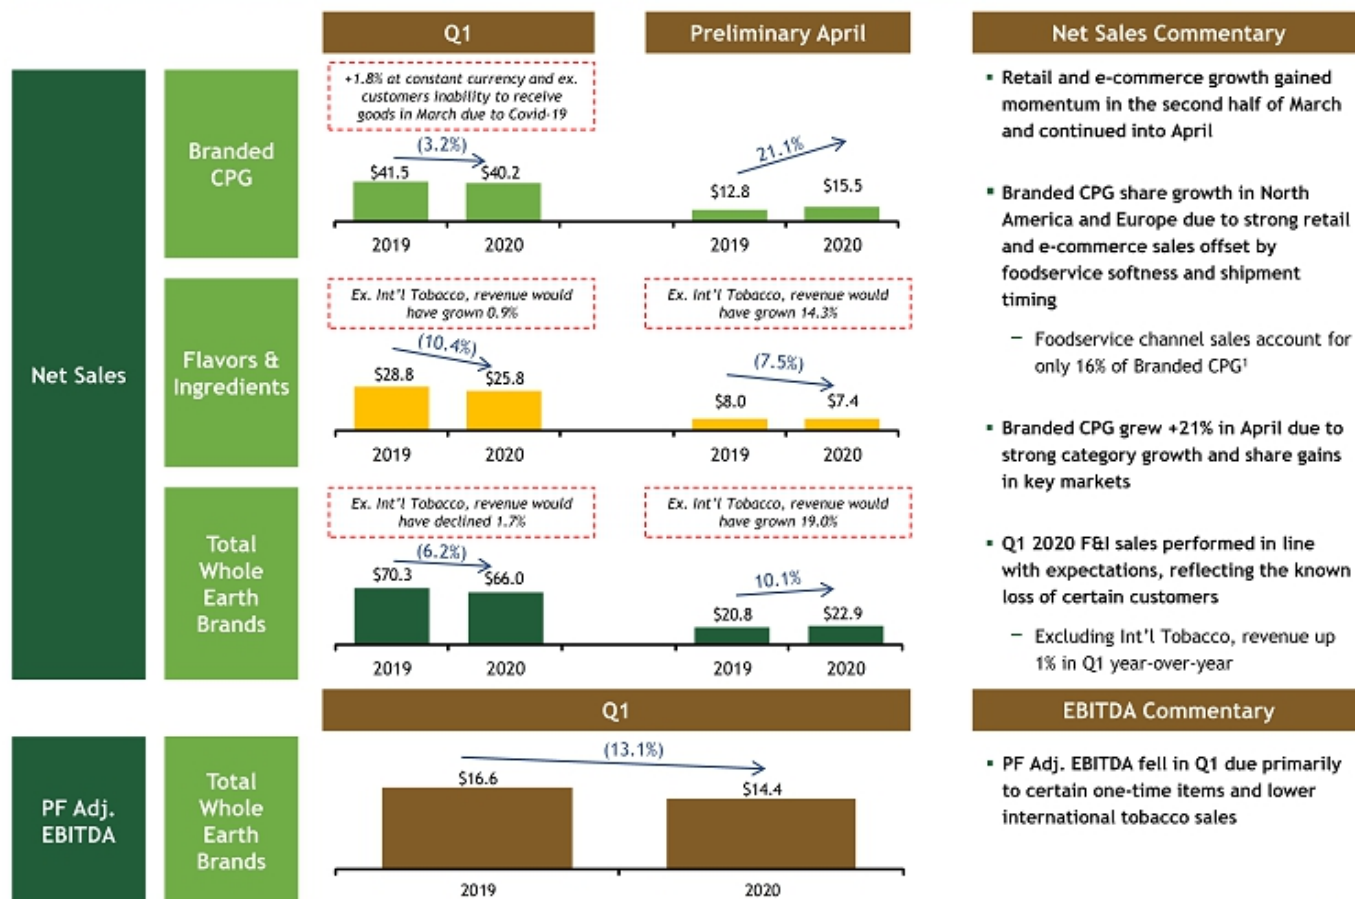 Q1
Preliminary April
Net Sales Commentary
Net Sales
Branded
CPG
+1.8% at constant currency and ex.
customers inability to receive
goods in March due to Covid-19
(3.2%)
$41.5
$40.2
2019
2020
21.1%
$12.8
$15.5
2019
2020
Flavors &
Ingredients
Ex. Int'l Tobacco, revenue would
have grown 0.9%
(10.4%)
$28.8
$25.8
2019
2020
Ex. Int'l Tobacco, revenue would
have grown 14.3%
(7.5%)
$8.0
$7.4
2019
2020
Total
Whole
Earth
Brands
Ex. Int'l Tobacco, revenue would
have declined 1.7%
(6.2%)
$70.3
$66.0
2019
2020
Ex. Int'l Tobacco, revenue would
have grown 19.0%
10.1%
$20.8
$22.9
2019
2020
▪ Retail and e-commerce growth gained
momentum in the second half of March
and continued into April
▪ Branded CPG share growth in North
America and Europe due to strong retail
and e-commerce sales offset by
foodservice softness and shipment
timing
– Foodservice channel sales account for
only 16% of Branded CPG¹
▪ Branded CPG grew +21% in April due to
strong category growth and share gains
in key markets
▪ Q1 2020 F&I sales performed in line
with expectations, reflecting the known
loss of certain customers
– Excluding Int'l Tobacco, revenue up
1% in Q1 year-over-year
Q1
EBITDA Commentary
PF Adj.
EBITDA
Total
Whole
Earth
Brands
(13.1%)
$16.6
$14.4
2019
2020
▪ PF Adj. EBITDA fell in Q1 due primarily
to certain one-time items and lower
international tobacco sales